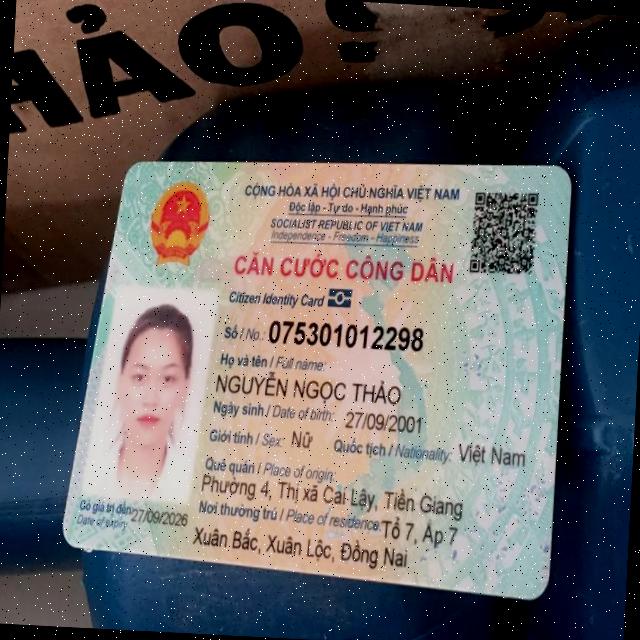 ẢO
CỘNG HÒA XÃ HỘI CHỦ NGHĨA VIỆT NAM
Độc lập - Tự do - Hạnh phúc
SOCIALIST REPUBLIC OF VIET NAM
Independence - Freedom - Happiness
CĂN CƯỚC CÔNG DÂN
Citizen Identity Card
Số / No.: 075301012298
Họ và tên / Full name:
NGUYỄN NGỌC THẢO
Ngày sinh / Date of birth: 27/09/2001
Giới tính / Sex: Nữ Quốc tịch / Nationality: Việt Nam
Quê quán / Place of origin:
Phường 4, Thị xã Cai Lậy, Tiền Giang
Nơi thường trú / Place of residence: Tổ 7, Ấp 7
Xuân Bắc, Xuân Lộc, Đồng Nai
Có giá trị đến: 27/09/2026
Date of expiry: